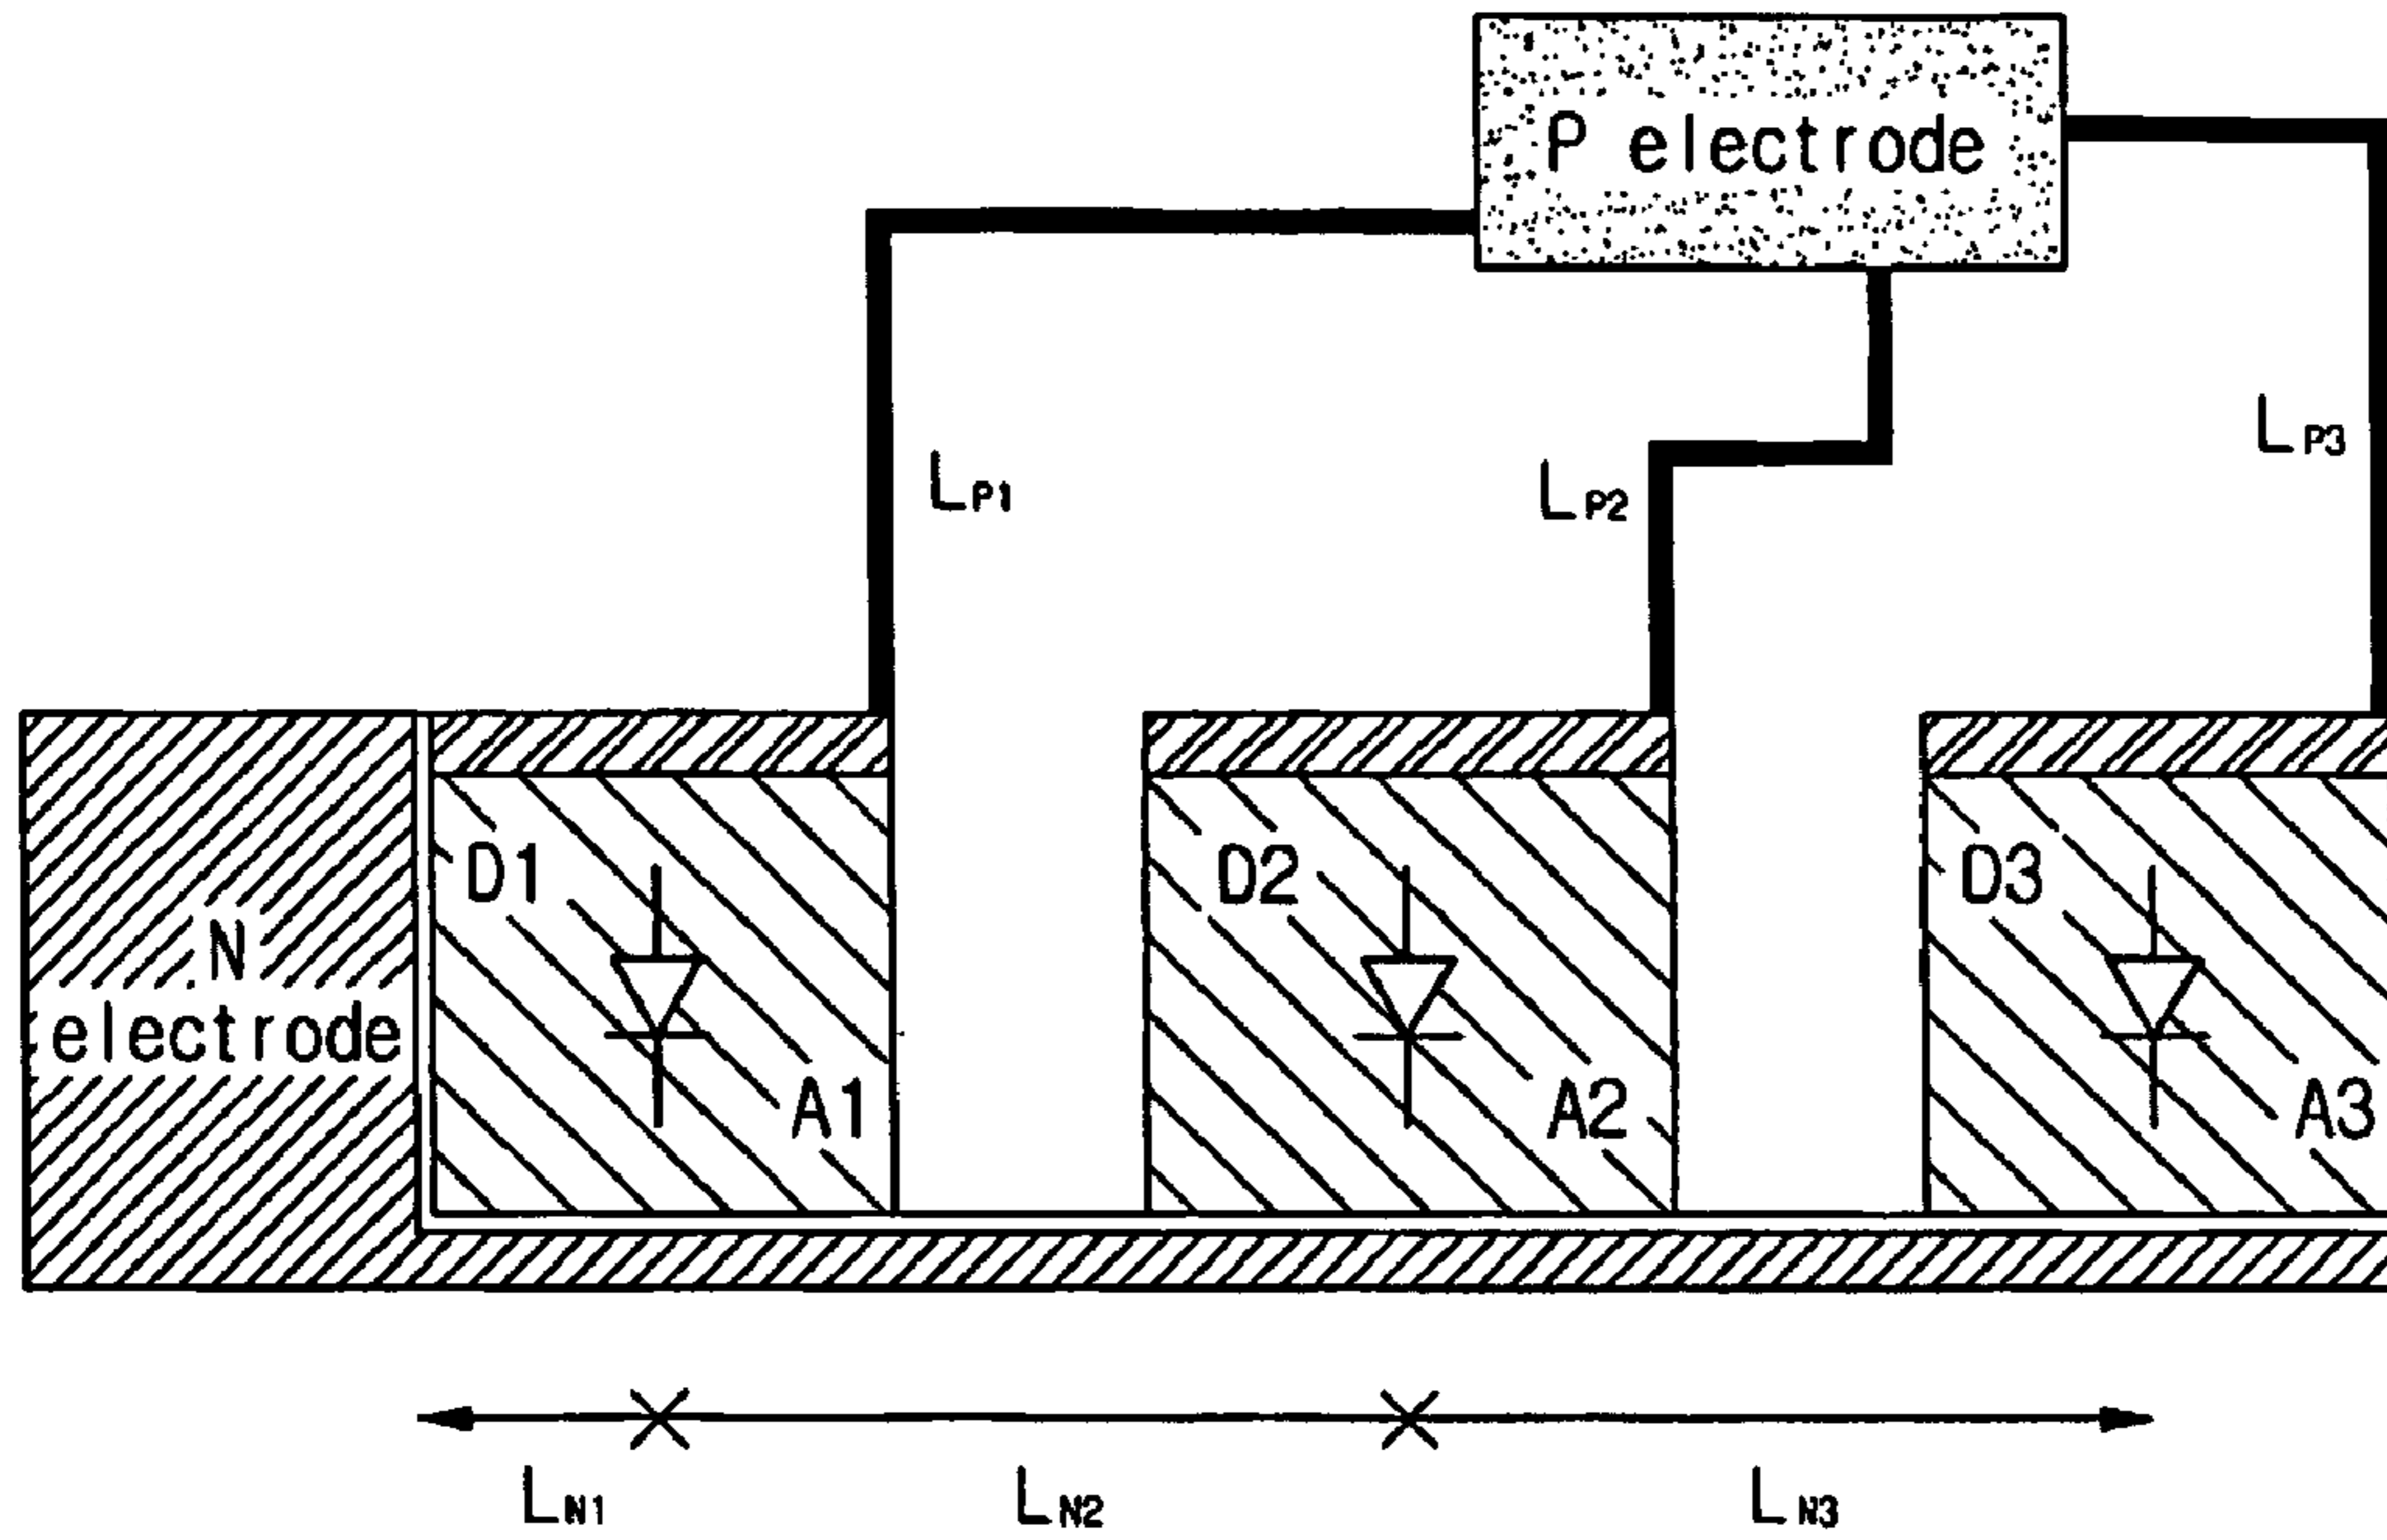 P electrode
LP1
LP2
LP3
D1
D2
D3
N
electrode
A1
A2
A3
LN1
LN2
LN3